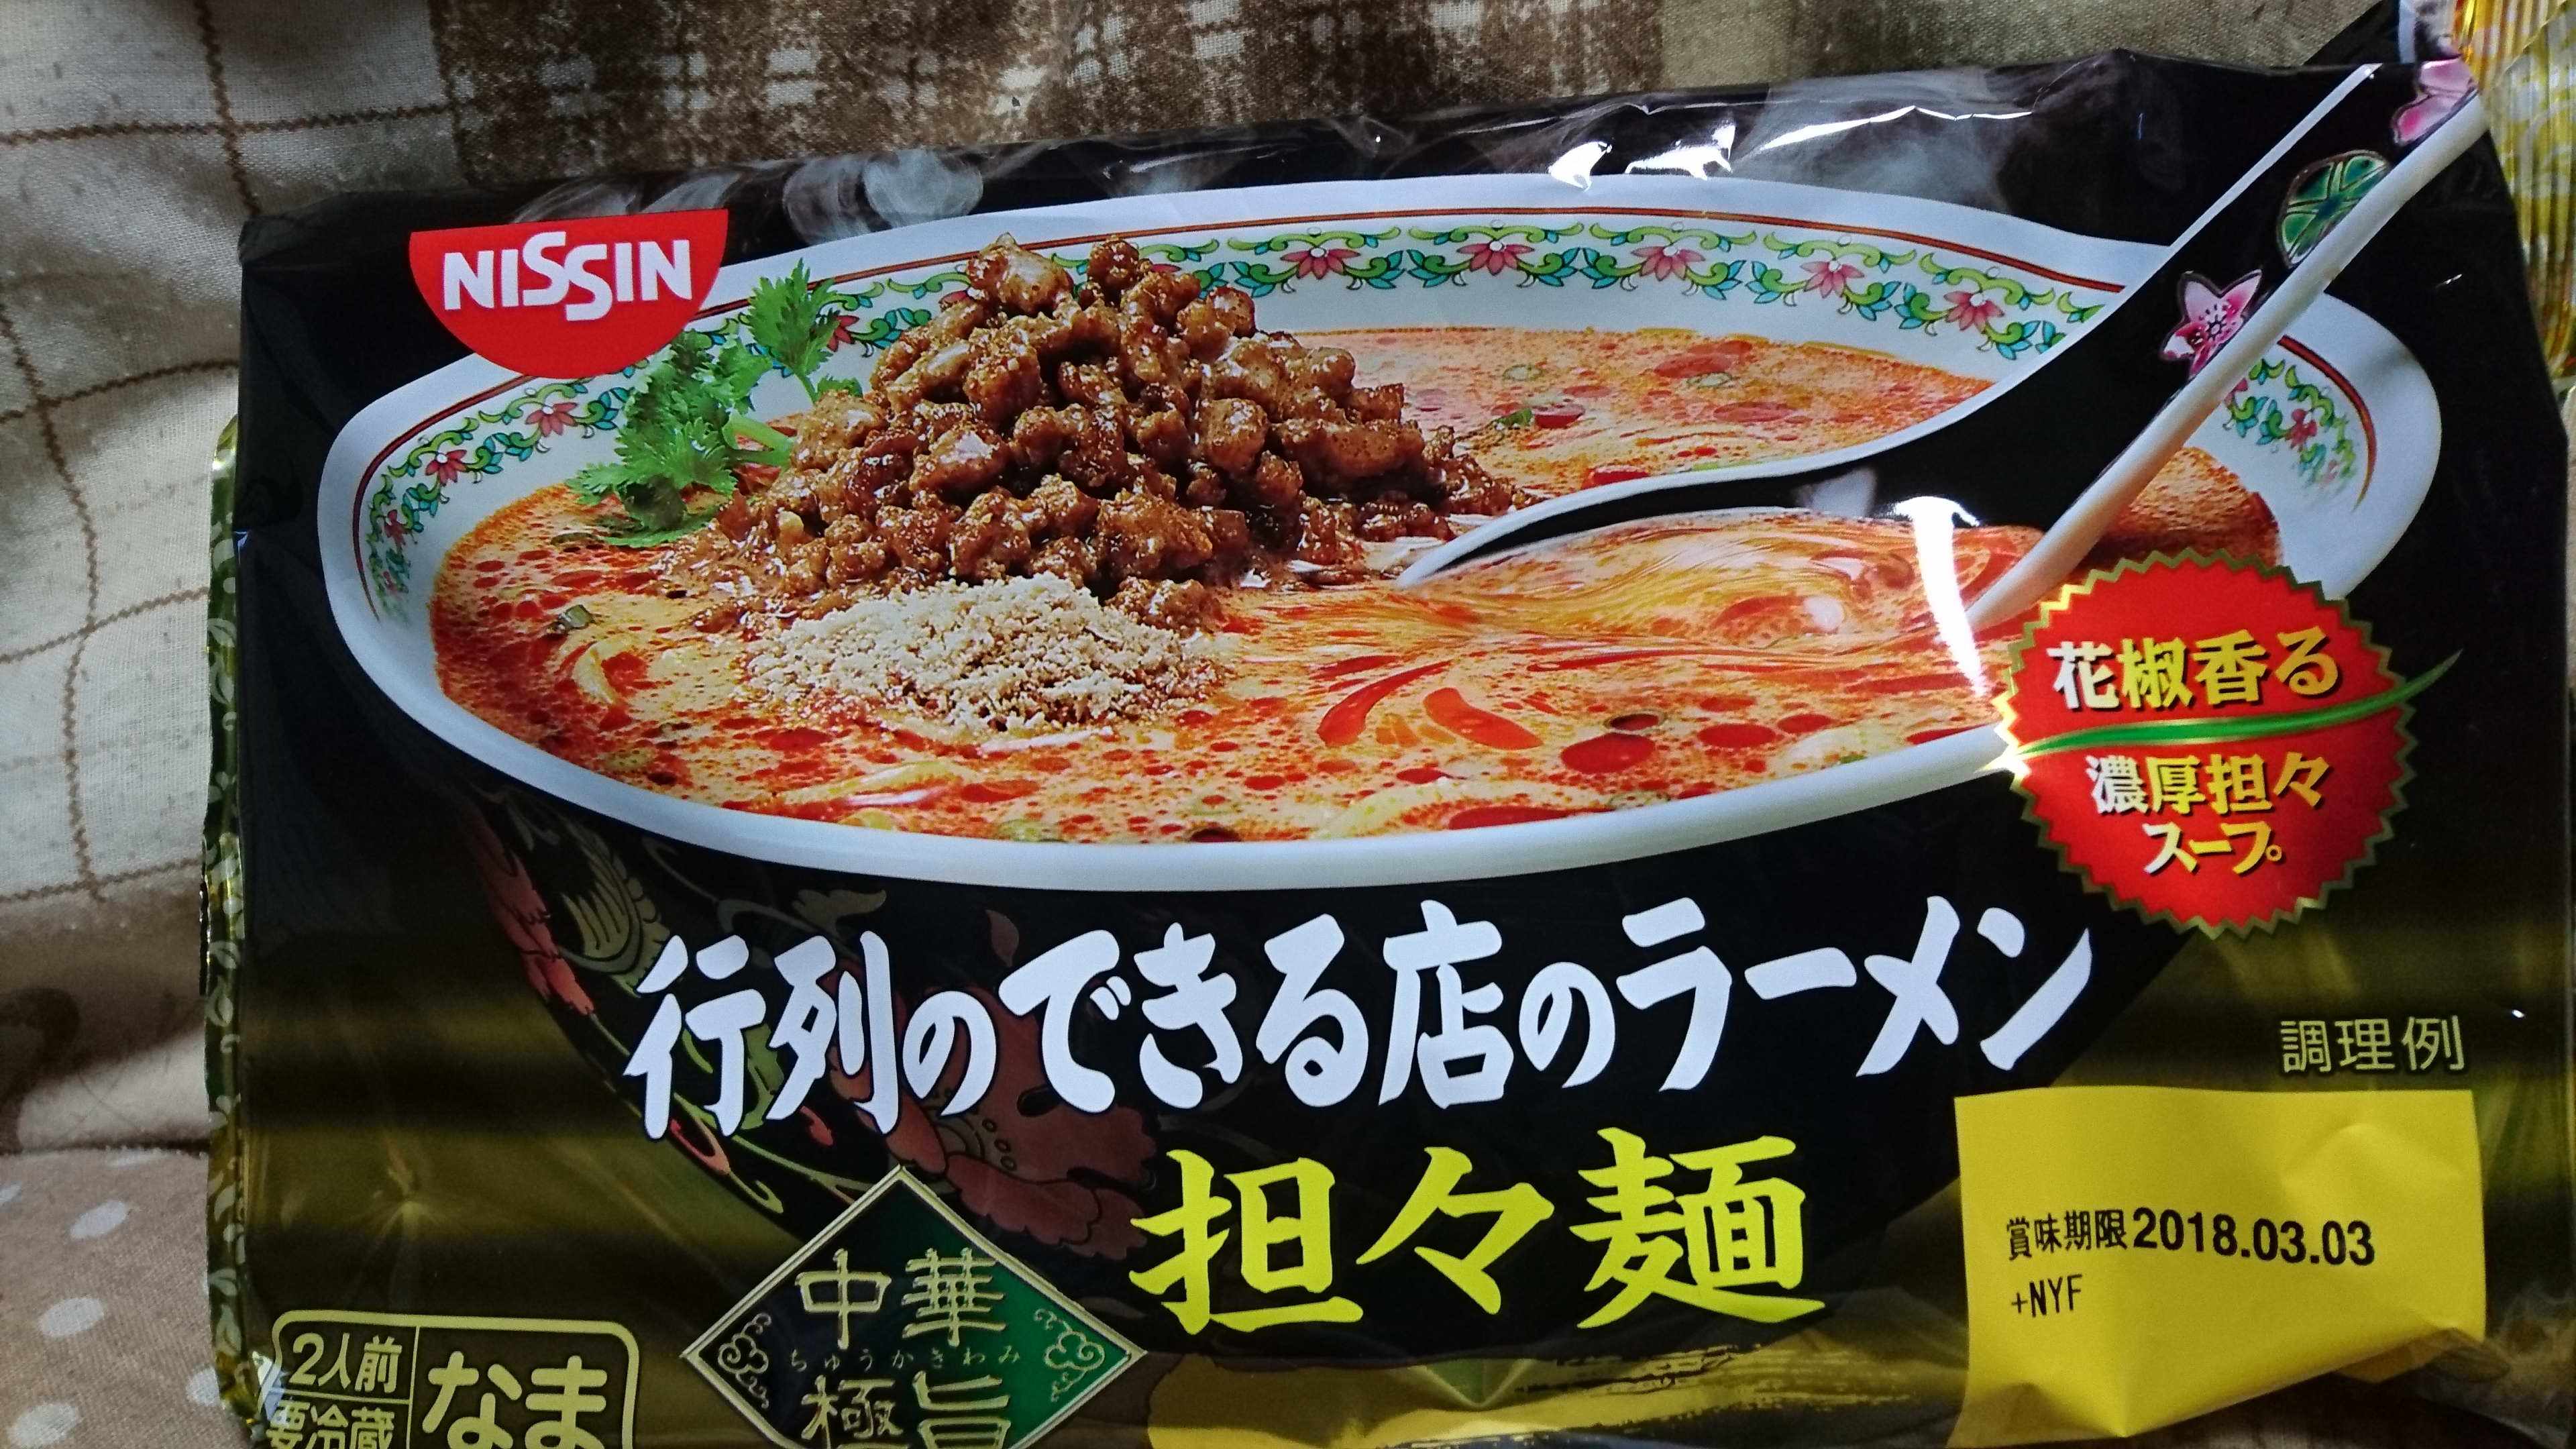 NISSIN
花椒香る
濃厚担々
スープ。
行列のできる店のラーメン
担々麺
調理例
賞味期限2018.03.03
+NYF
中華
ちゅうかきわみ
極旨
2人前
要冷蔵
なま